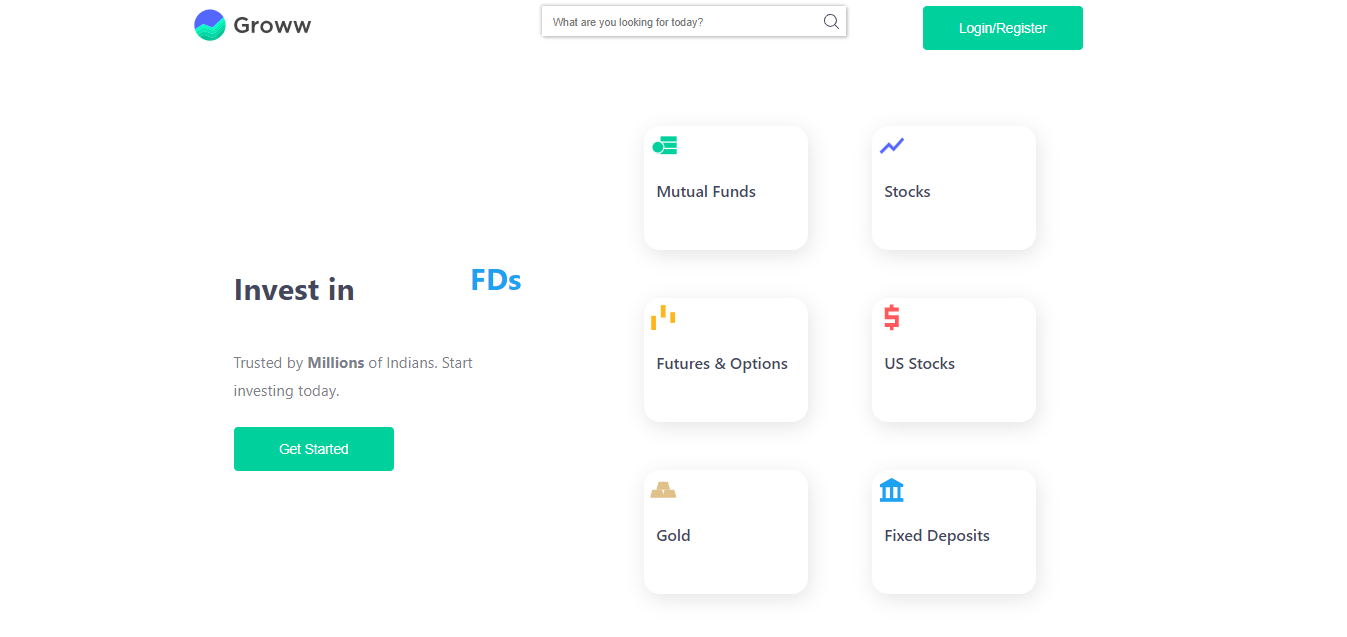 Groww
What are you looking for today?
Login/Register
Invest in FDs
Trusted by Millions of Indians. Start
investing today.
Get Started
Mutual Funds
Stocks
Futures & Options
US Stocks
Gold
Fixed Deposits